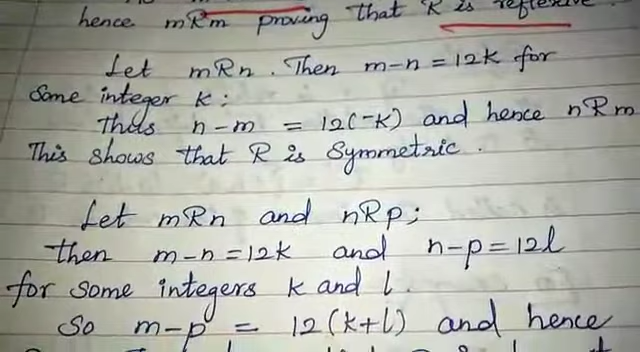 hence mRm proving that R is reflexive.
Let mRn. Then m-n = 12k for
some integer k;
thus n-m = 12(-k) and hence nRm
This shows that R is Symmetric.
Let mRn and nRp;
then m-n = 12k and n-p = 12l
for some integers k and l.
So m-p = 12(k+l) and hence